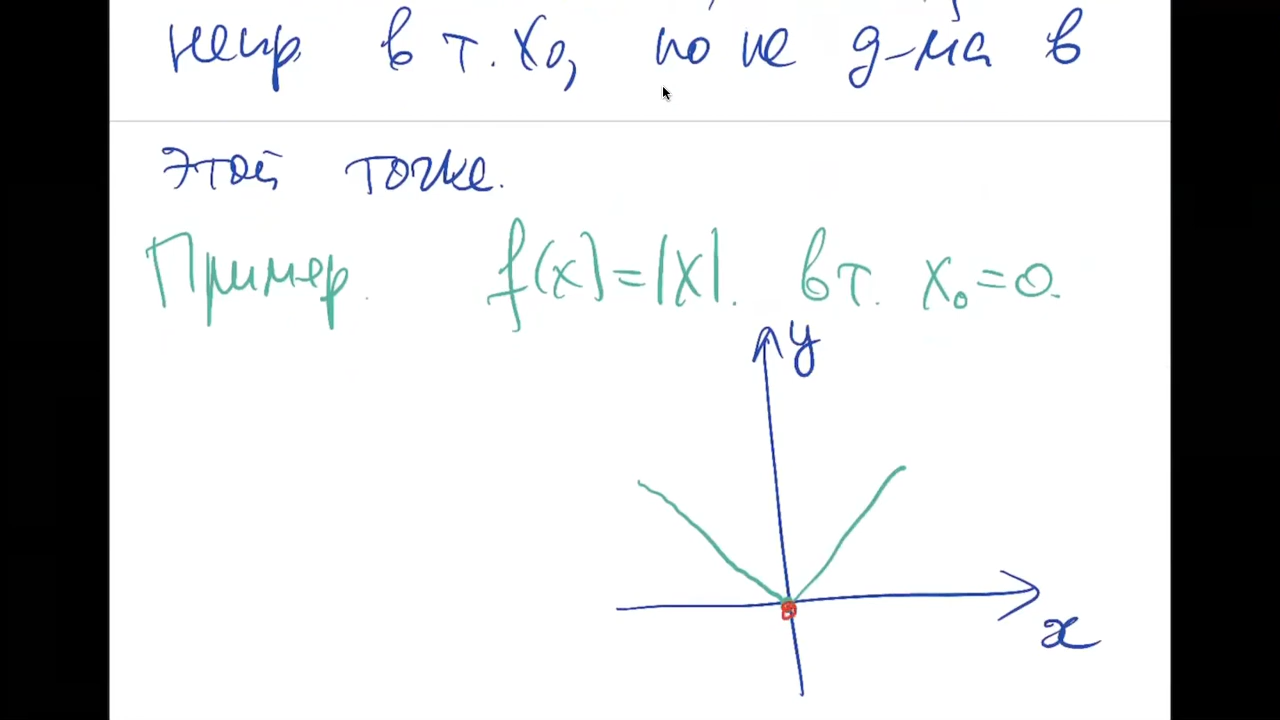 непр в т. x₀, но не д-ма в
этой точке.
Пример. f(x)=|x|. в т. x₀=0.
y
x